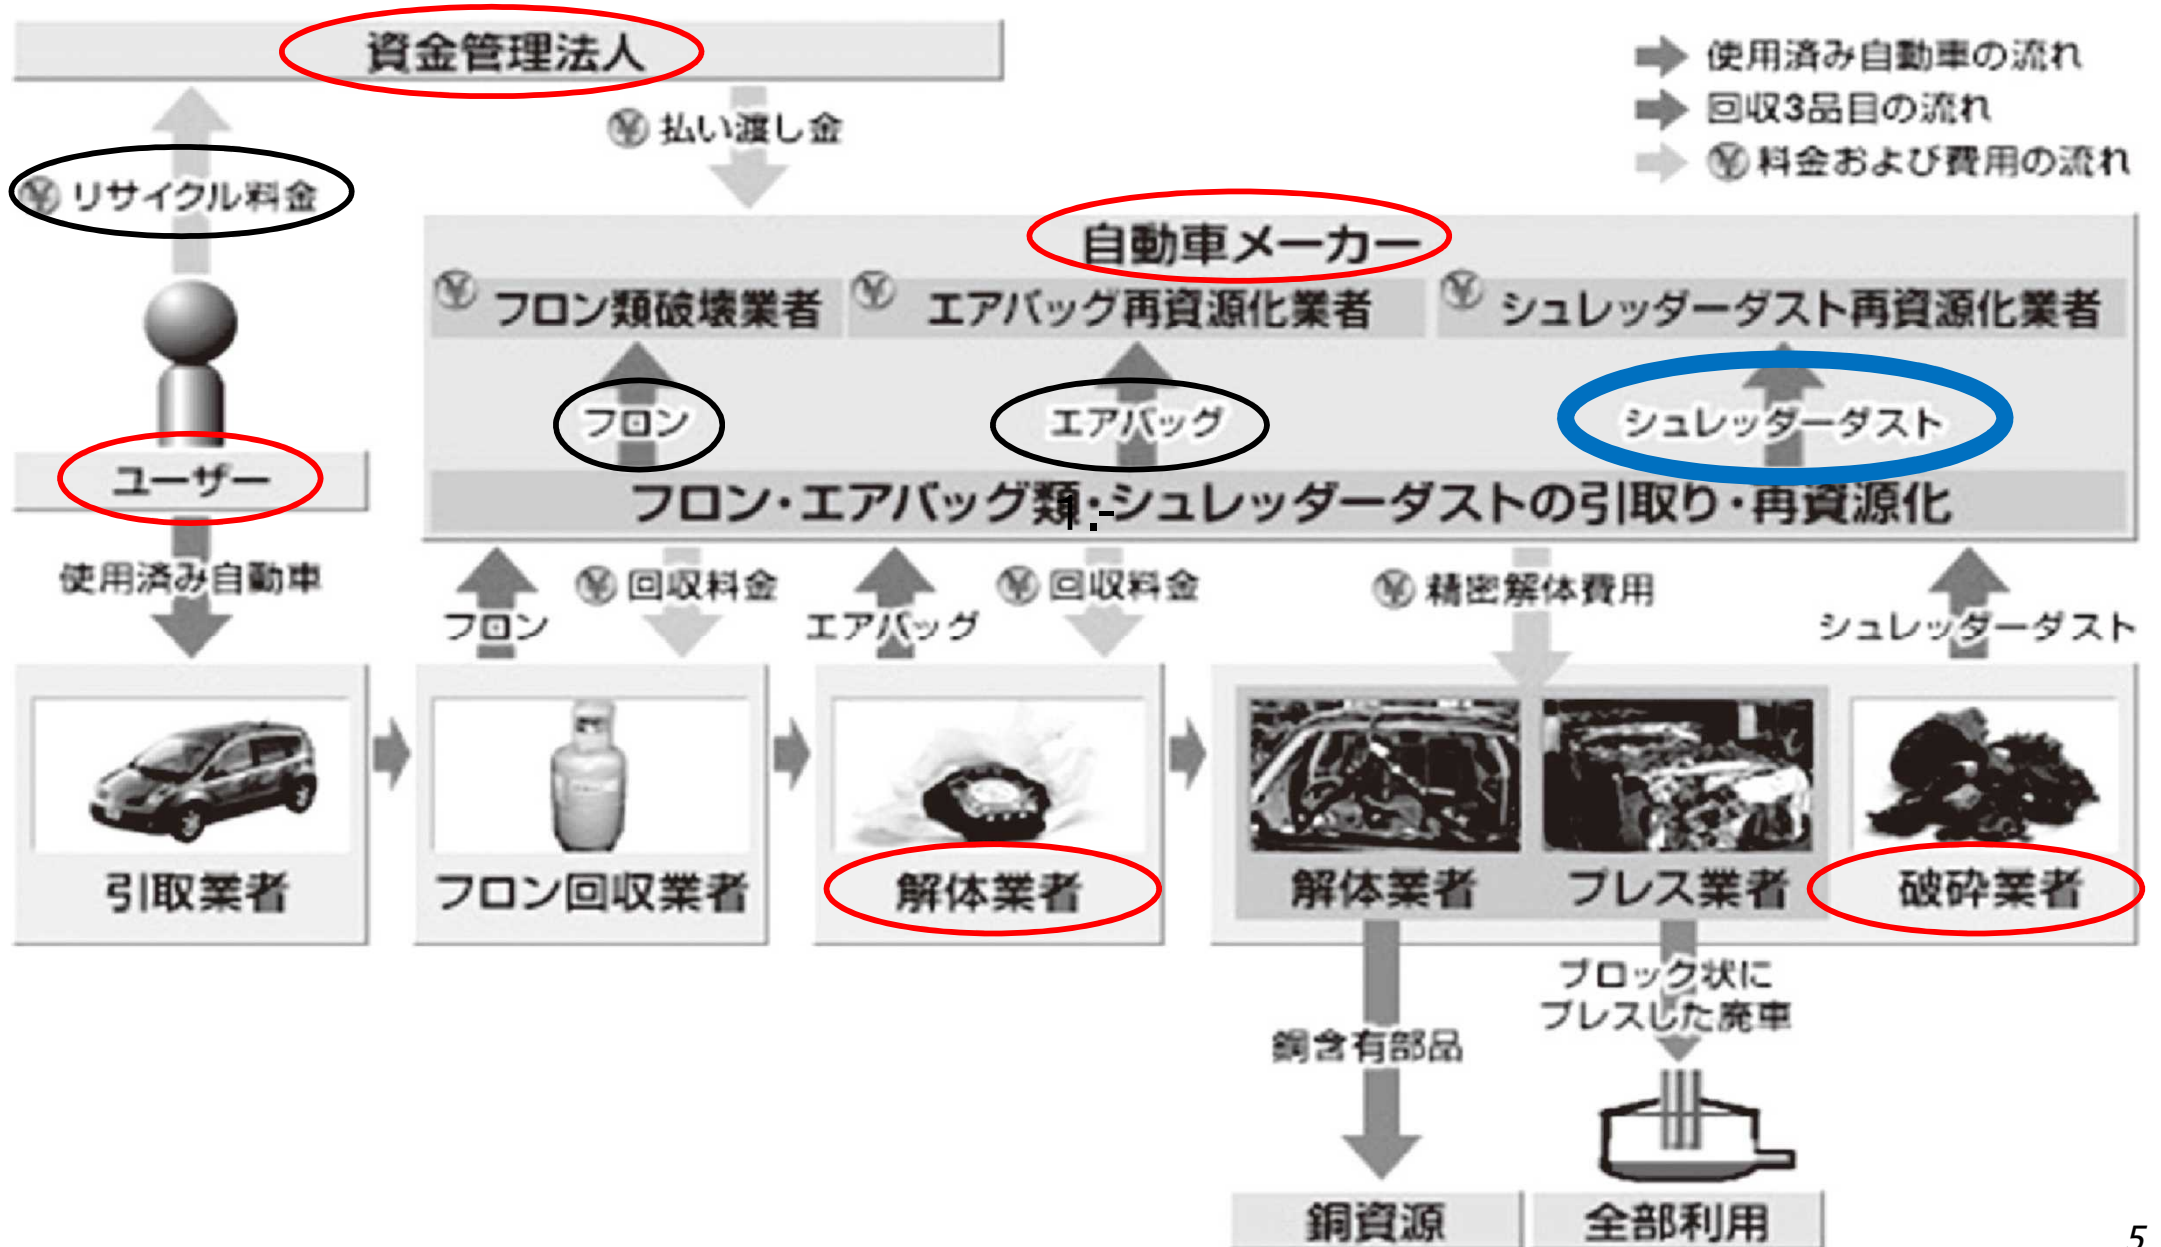 資金管理法人
使用済み自動車の流れ
回収3品目の流れ
¥ 料金および費用の流れ
¥ 払い渡し金
¥ リサイクル料金
自動車メーカー
¥ フロン類破壊業者
¥ エアバッグ再資源化業者
¥ シュレッダーダスト再資源化業者
フロン
エアバッグ
シュレッダーダスト
ユーザー
フロン・エアバッグ類・シュレッダーダストの引取り・再資源化
1.-
使用済み自動車
フロン
¥ 回収料金
エアバッグ
¥ 回収料金
¥ 精密解体費用
シュレッダーダスト
引取業者
フロン回収業者
解体業者
解体業者
プレス業者
破砕業者
銅含有部品
ブロック状に
プレスした廃車
銅資源
全部利用
5